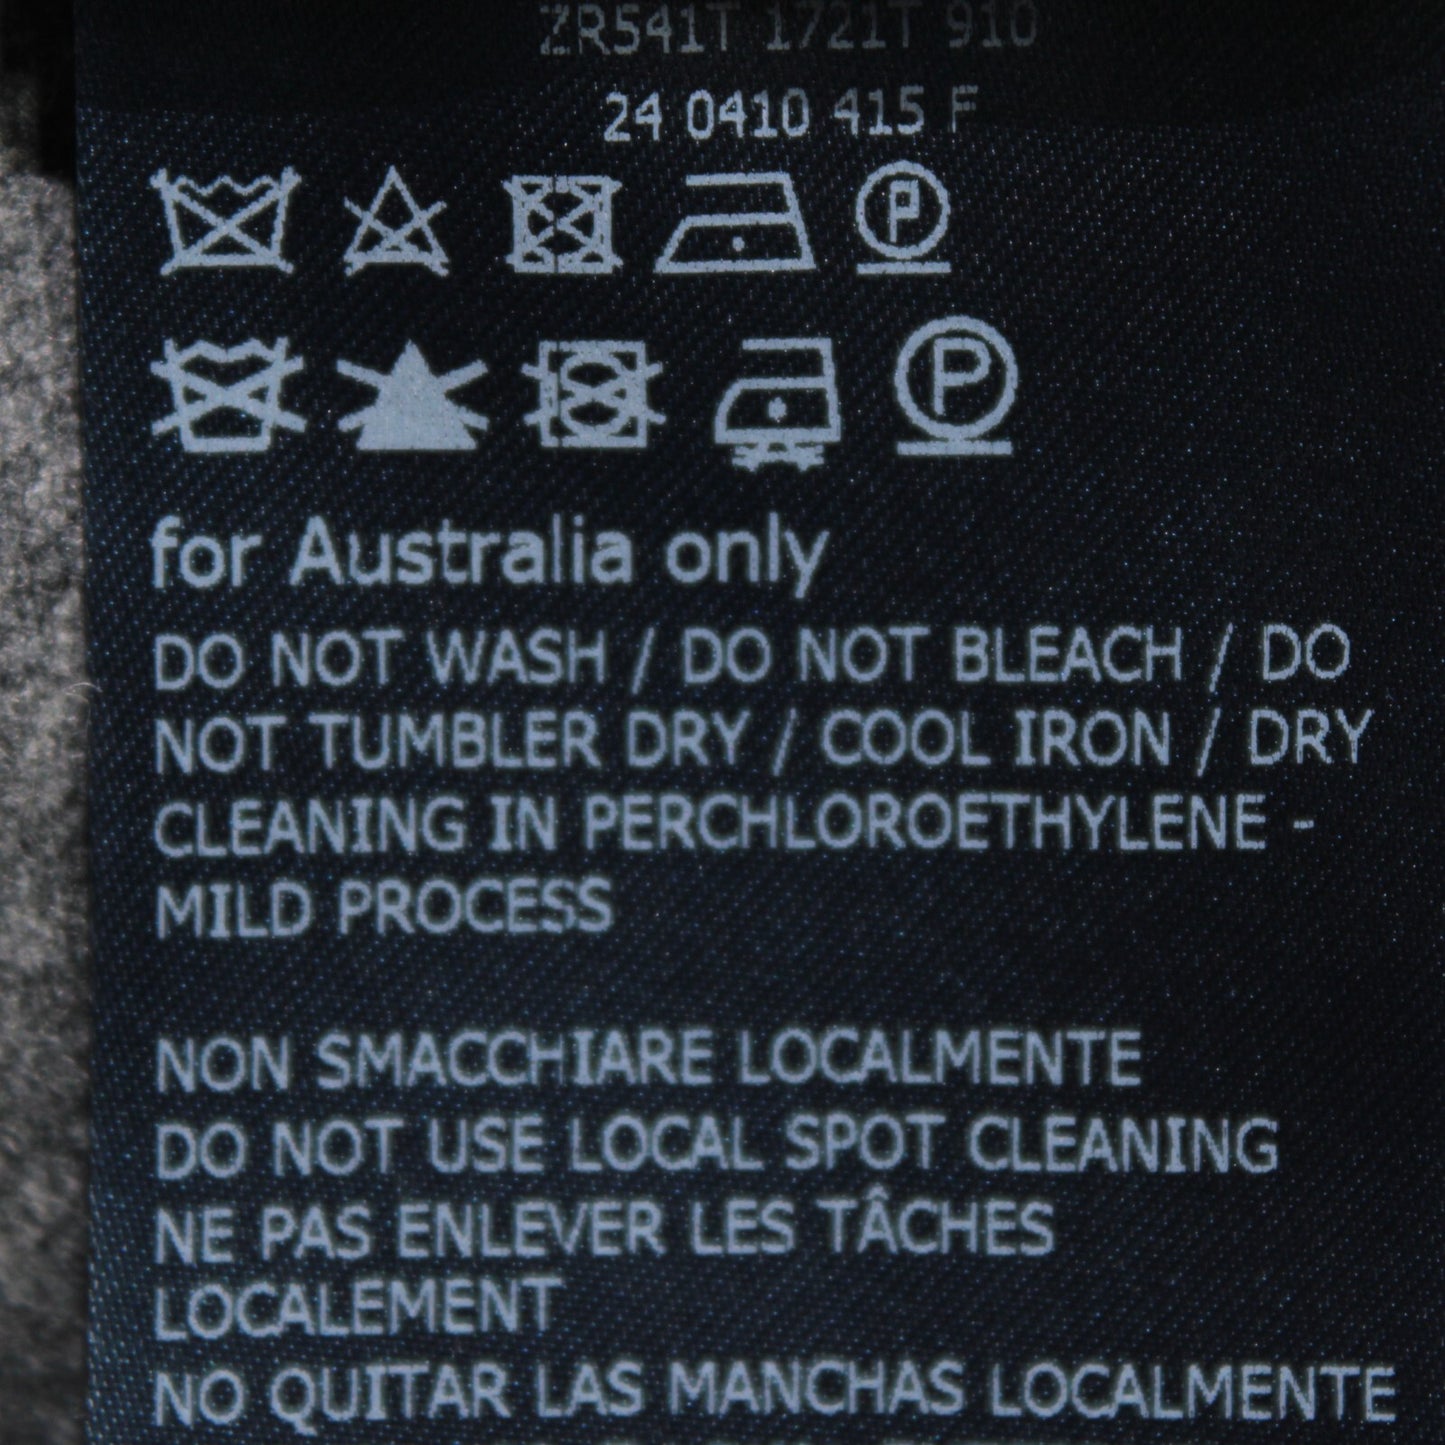 ZR541T 1721T 910
24 0410 415 F
P
P
for Australia only
DO NOT WASH / DO NOT BLEACH / DO
NOT TUMBLER DRY / COOL IRON / DRY
CLEANING IN PERCHLOROETHYLENE -
MILD PROCESS
NON SMACCHIARE LOCALMENTE
DO NOT USE LOCAL SPOT CLEANING
NE PAS ENLEVER LES TÂCHES
LOCALEMENT
NO QUITAR LAS MANCHAS LOCALMENTE